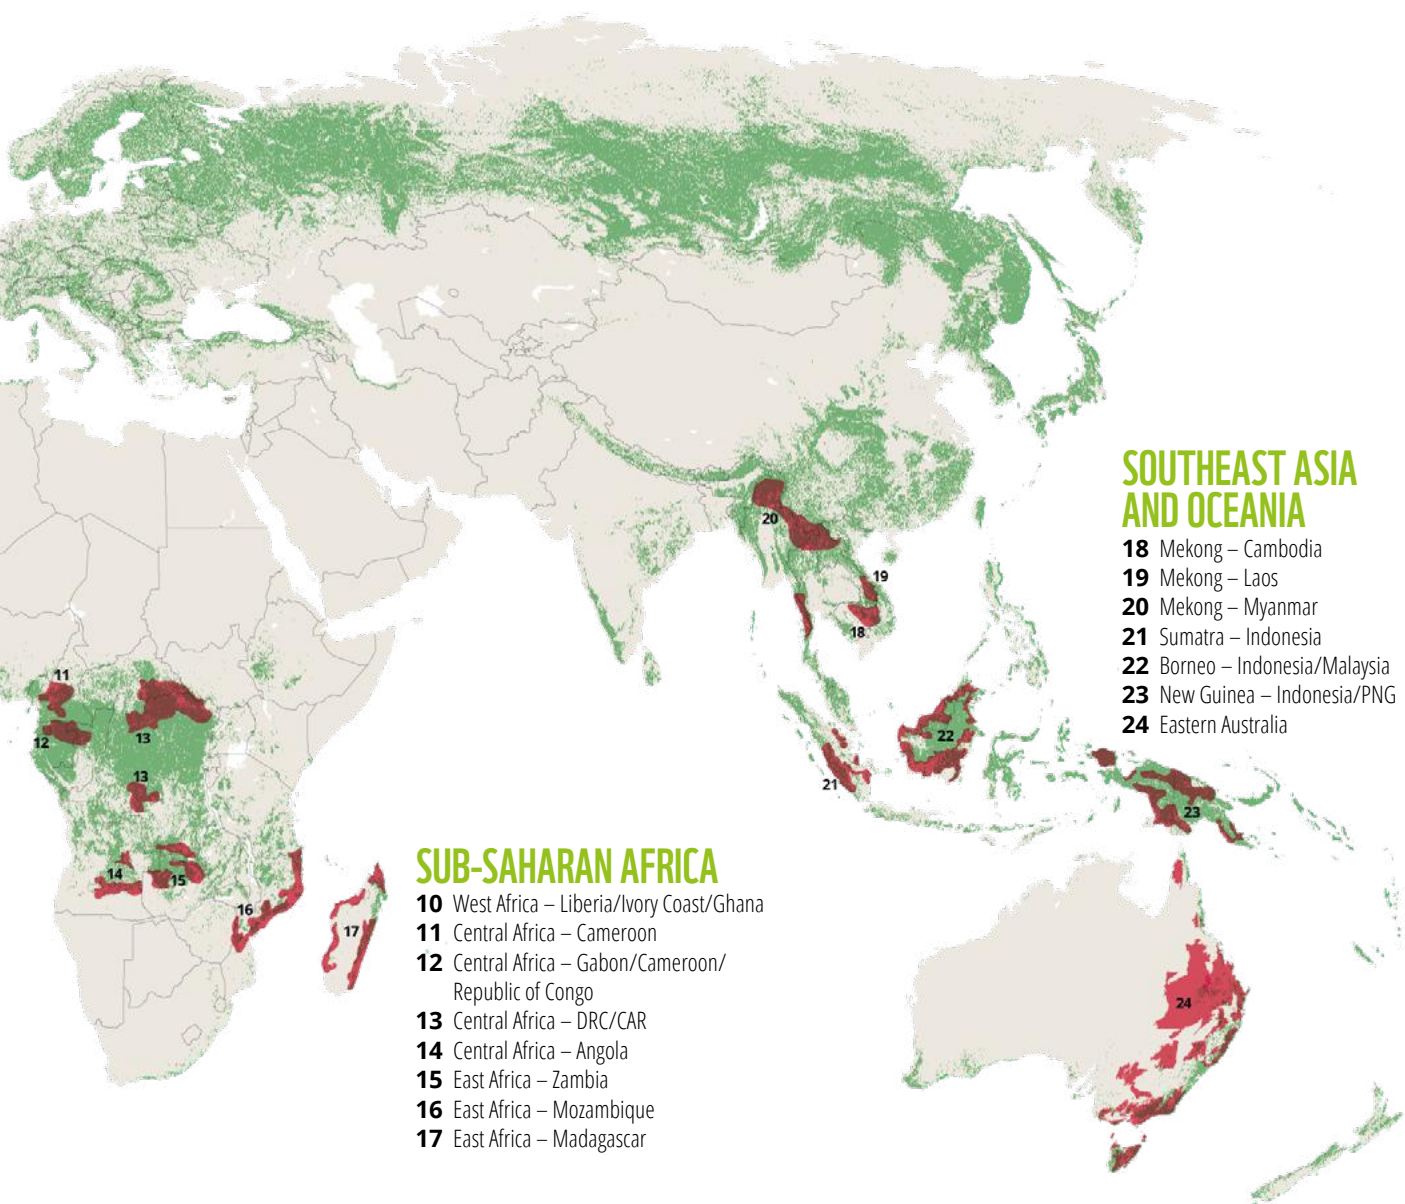 SOUTHEAST ASIA
AND OCEANIA
18 Mekong – Cambodia
19 Mekong – Laos
20 Mekong – Myanmar
21 Sumatra – Indonesia
22 Borneo – Indonesia/Malaysia
23 New Guinea – Indonesia/PNG
24 Eastern Australia
20
19
18
11
12
13
13
22
21
23
14
15
16
17
24
SUB-SAHARAN AFRICA
10 West Africa – Liberia/Ivory Coast/Ghana
11 Central Africa – Cameroon
12 Central Africa – Gabon/Cameroon/
Republic of Congo
13 Central Africa – DRC/CAR
14 Central Africa – Angola
15 East Africa – Zambia
16 East Africa – Mozambique
17 East Africa – Madagascar